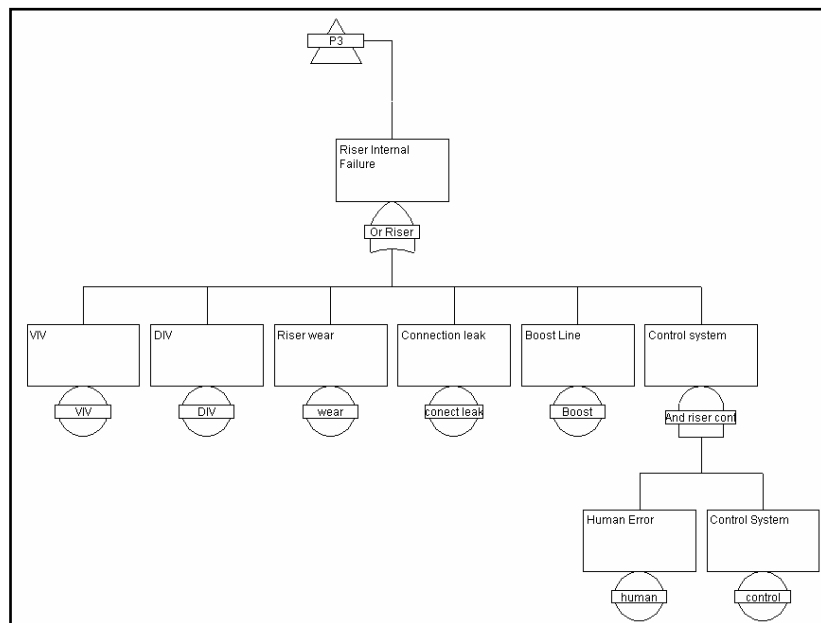 P3
Riser Internal
Failure
Or Riser
VIV
DIV
Riser wear
Connection leak
Boost Line
Control system
VIV
DIV
wear
conect leak
Boost
And riser cont
Human Error
Control System
human
control